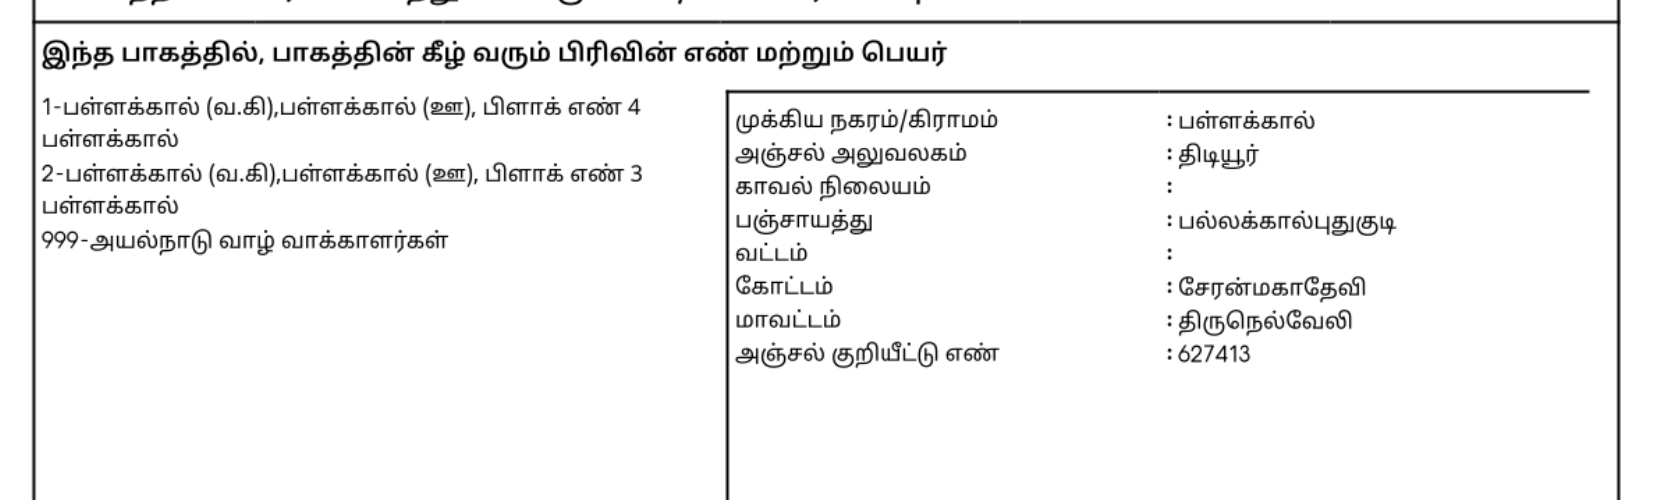 இந்த பாகத்தில், பாகத்தின் கீழ் வரும் பிரிவின் எண் மற்றும் பெயர்
1-பள்ளக்கால் (வ.கி),பள்ளக்கால் (ஊ), பிளாக் எண் 4
பள்ளக்கால்
2-பள்ளக்கால் (வ.கி),பள்ளக்கால் (ஊ), பிளாக் எண் 3
பள்ளக்கால்
999-அயல்நாடு வாழ் வாக்காளர்கள்
முக்கிய நகரம்/கிராமம் : பள்ளக்கால்
அஞ்சல் அலுவலகம் : திடியூர்
காவல் நிலையம் :
பஞ்சாயத்து : பல்லக்கால்புதுகுடி
வட்டம் :
கோட்டம் : சேரன்மகாதேவி
மாவட்டம் : திருநெல்வேலி
அஞ்சல் குறியீட்டு எண் : 627413